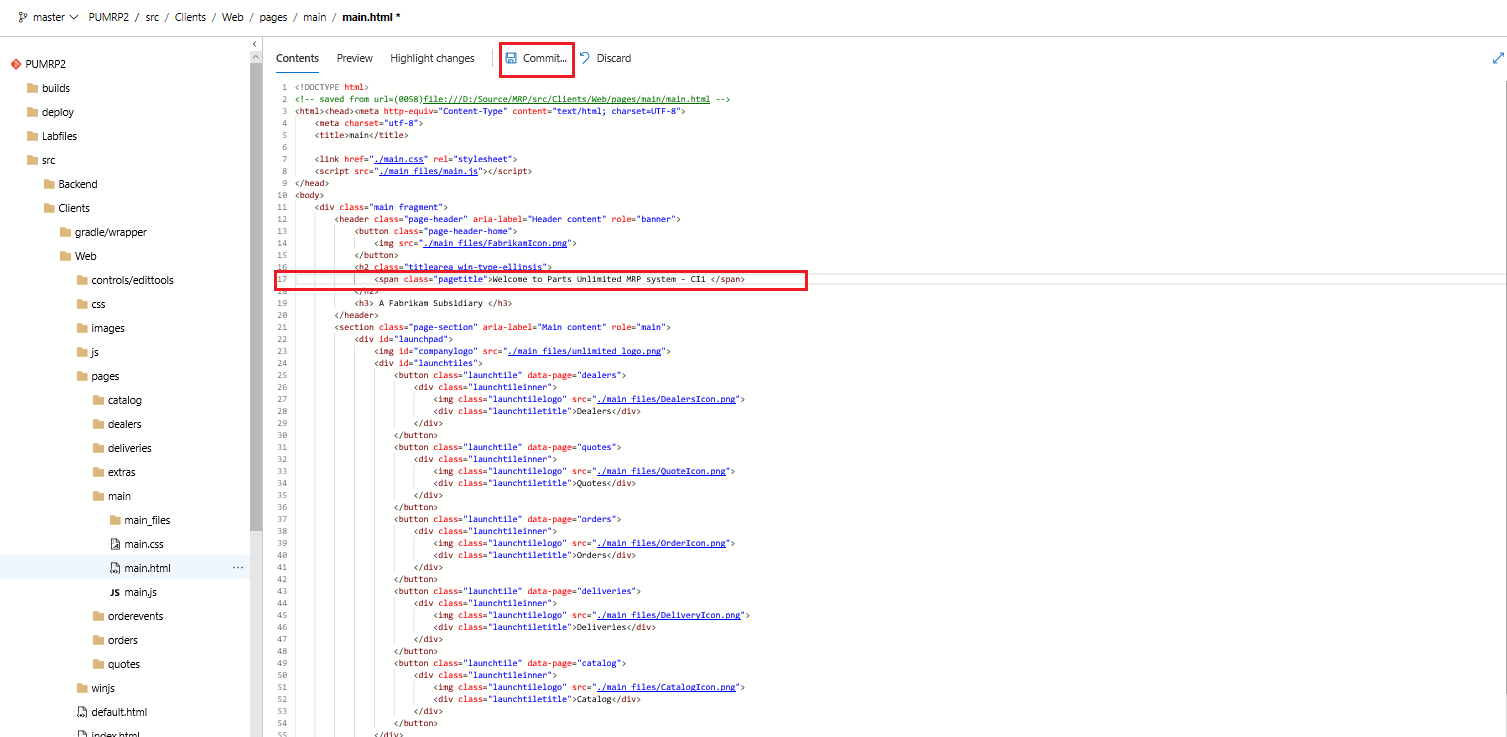 master PUMRP2 / src / Clients / Web / pages / main / main.html *
PUMRP2
builds
deploy
Labfiles
src
Backend
Clients
gradle/wrapper
Web
controls/edittools
css
images
js
pages
catalog
dealers
deliveries
extras
main
main_files
main.css
main.html ...
JS main.js
orderevents
orders
quotes
winjs
default.html
index.html
Contents Preview Highlight changes Commit... Discard
1 <!DOCTYPE html>
2 <!-- saved from url=(0058)file:///D:/Source/MRP/src/Clients/Web/pages/main/main.html -->
3 <html><head><meta http-equiv="Content-Type" content="text/html; charset=UTF-8">
4 <meta charset="utf-8">
5 <title>main</title>
6
7 <link href="./main.css" rel="stylesheet">
8 <script src="./main_files/main.js"></script>
9 </head>
10 <body>
11 <div class="main fragment">
12 <header class="page-header" aria-label="Header content" role="banner">
13 <button class="page-header-home">
14 <img src="./main_files/FabrikamIcon.png">
15 </button>
16 <h2 class="titlearea win-type-ellipsis">
17 <span class="pagetitle">Welcome to Parts Unlimited MRP system - CI1 </span>
18 </h2>
19 <h3> A Fabrikam Subsidiary </h3>
20 </header>
21 <section class="page-section" aria-label="Main content" role="main">
22 <div id="launchpad">
23 <img id="companylogo" src="./main_files/unlimited_logo.png">
24 <div id="launchtiles">
25 <button class="launchtile" data-page="dealers">
26 <div class="launchtileinner">
27 <img class="launchtilelogo" src="./main_files/DealersIcon.png">
28 <div class="launchtiletitle">Dealers</div>
29 </div>
30 </button>
31 <button class="launchtile" data-page="quotes">
32 <div class="launchtileinner">
33 <img class="launchtilelogo" src="./main_files/QuoteIcon.png">
34 <div class="launchtiletitle">Quotes</div>
35 </div>
36 </button>
37 <button class="launchtile" data-page="orders">
38 <div class="launchtileinner">
39 <img class="launchtilelogo" src="./main_files/OrderIcon.png">
40 <div class="launchtiletitle">Orders</div>
41 </div>
42 </button>
43 <button class="launchtile" data-page="deliveries">
44 <div class="launchtileinner">
45 <img class="launchtilelogo" src="./main_files/DeliveryIcon.png">
46 <div class="launchtiletitle">Deliveries</div>
47 </div>
48 </button>
49 <button class="launchtile" data-page="catalog">
50 <div class="launchtileinner">
51 <img class="launchtilelogo" src="./main_files/CatalogIcon.png">
52 <div class="launchtiletitle">Catalog</div>
53 </div>
54 </button>
55 </div>